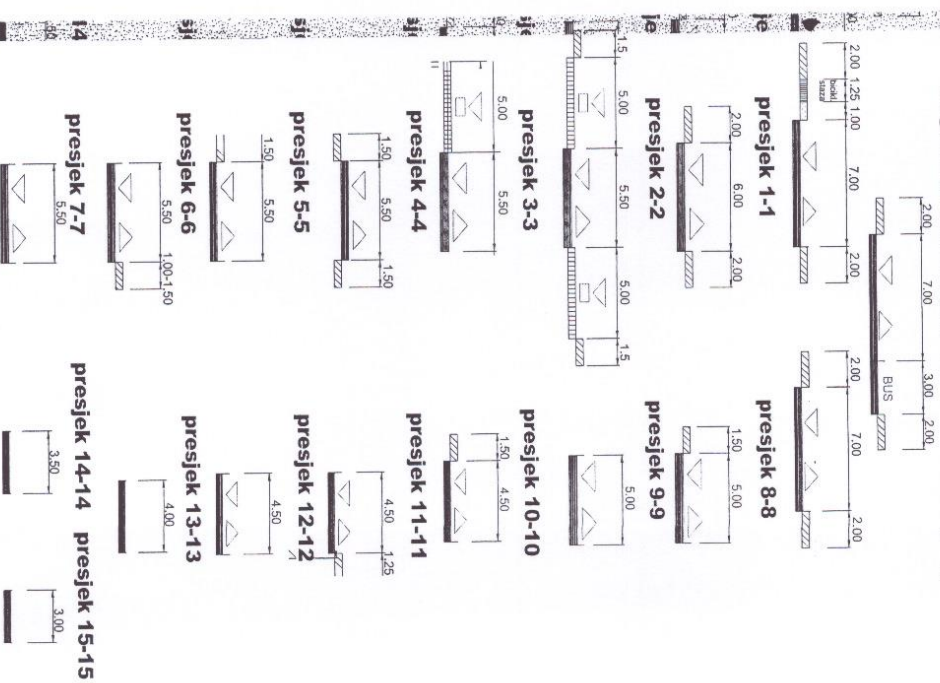 2.00 7.00 3.00 2.00
BUS
2.00 1.25 1.00 7.00 2.00
bicikl.
staza
2.00 7.00 2.00
presjek 1-1
presjek 8-8
2.00 6.00 2.00
1.50 5.00
presjek 2-2
presjek 9-9
1.5 5.00 5.50 5.00 1.5
5.00
presjek 3-3
presjek 10-10
5.00 5.50
1.50 4.50
presjek 4-4
presjek 11-11
1.50 5.50 1.50
4.50 1.25
presjek 5-5
presjek 12-12
1.50 5.50
4.50
presjek 6-6
presjek 13-13
5.50 1.00-1.50
4.00
presjek 7-7
presjek 14-14
presjek 15-15
5.50
3.50
3.00